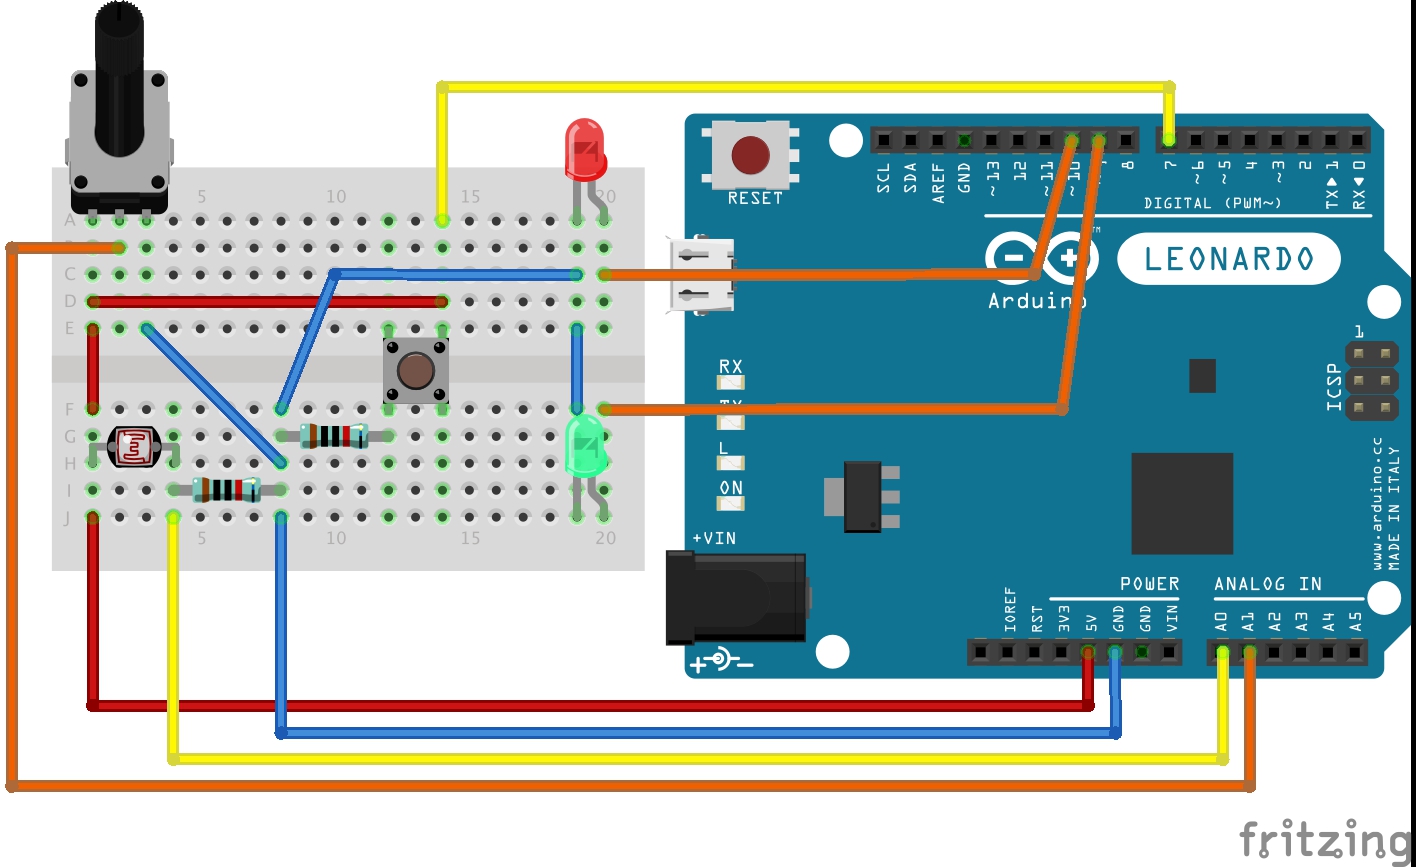 5 10 15 20
A
B
C
D
E
F
G
H
I
J
5 10 15 20
RESET
SCL SDA AREF GND ~13 12 ~11 ~10 8 7 ~6 ~5 4 ~3 2 TX▶1 RX◀0
DIGITAL (PWM~)
TM
LEONARDO
Arduino
1
ICSP
RX
TX
L
ON
+VIN
www.arduino.cc
MADE IN ITALY
POWER ANALOG IN
IOREF RST 3V3 5V GND GND VIN A0 A1 A2 A3 A4 A5
fritzing